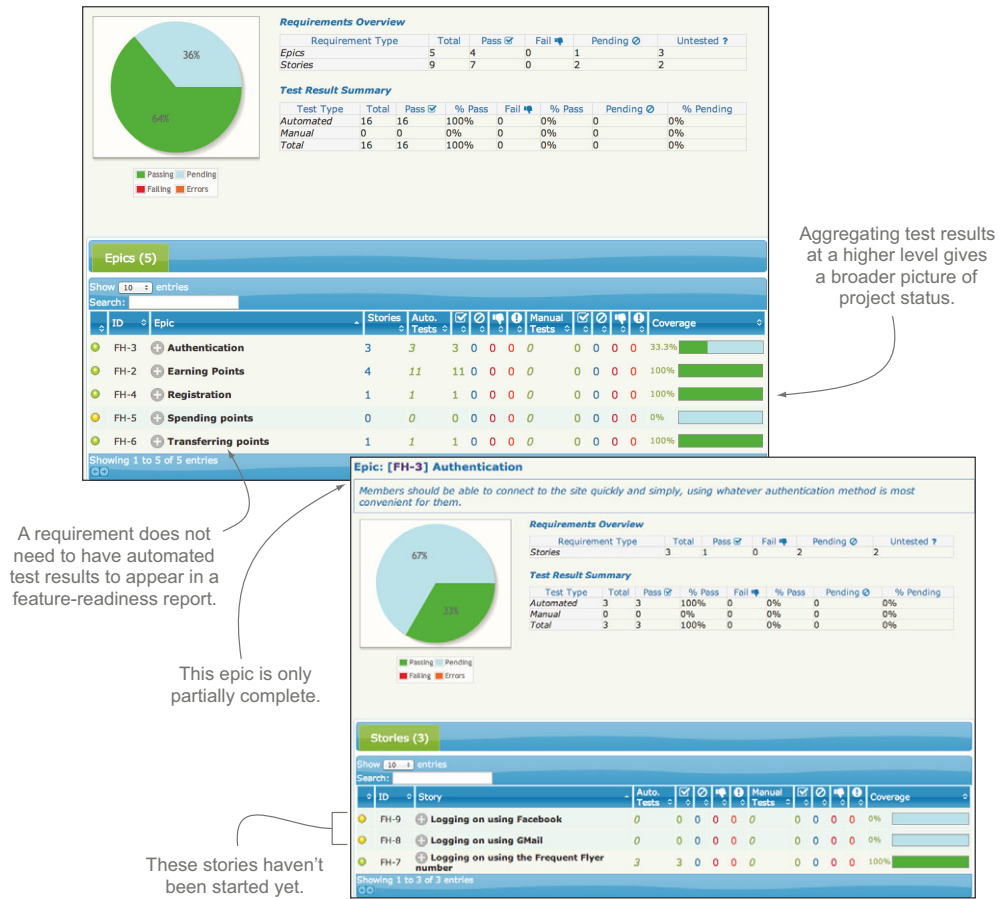 Requirements Overview
Requirement Type Total Pass Fail Pending Untested ?
Epics 5 4 0 1 3
Stories 9 7 0 2 2
Test Result Summary
Test Type Total Pass % Pass Fail % Pass Pending % Pending
Automated 16 16 100% 0 0% 0 0%
Manual 0 0 0% 0 0% 0 0%
Total 16 16 100% 0 0% 0 0%
36%
64%
Passing Pending
Failing Errors
Epics (5)
Show 10 entries
Search:
ID Epic Stories Auto. Tests Manual Tests Coverage
FH-3 Authentication 3 3 3 0 0 0 0 0 0 0 0 33.3%
FH-2 Earning Points 4 11 11 0 0 0 0 0 0 0 0 100%
FH-4 Registration 1 1 1 0 0 0 0 0 0 0 0 100%
FH-5 Spending points 0 0 0 0 0 0 0 0 0 0 0 0%
FH-6 Transferring points 1 1 1 0 0 0 0 0 0 0 0 100%
Showing 1 to 5 of 5 entries
Aggregating test results
at a higher level gives
a broader picture of
project status.
A requirement does not
need to have automated
test results to appear in a
feature-readiness report.
This epic is only
partially complete.
Epic: [FH-3] Authentication
Members should be able to connect to the site quickly and simply, using whatever authentication method is most
convenient for them.
Requirements Overview
Requirement Type Total Pass Fail Pending Untested ?
Stories 3 1 0 2 2
Test Result Summary
Test Type Total Pass % Pass Fail % Pass Pending % Pending
Automated 3 3 100% 0 0% 0 0%
Manual 0 0 0% 0 0% 0 0%
Total 3 3 100% 0 0% 0 0%
67%
33%
Passing Pending
Failing Errors
Stories (3)
Show 10 entries
Search:
ID Story Auto. Tests Manual Tests Coverage
FH-9 Logging on using Facebook 0 0 0 0 0 0 0 0 0 0 0%
FH-8 Logging on using GMail 0 0 0 0 0 0 0 0 0 0 0%
FH-7 Logging on using the Frequent Flyer number 3 3 0 0 0 0 0 0 0 0 100%
Showing 1 to 3 of 3 entries
These stories haven't
been started yet.